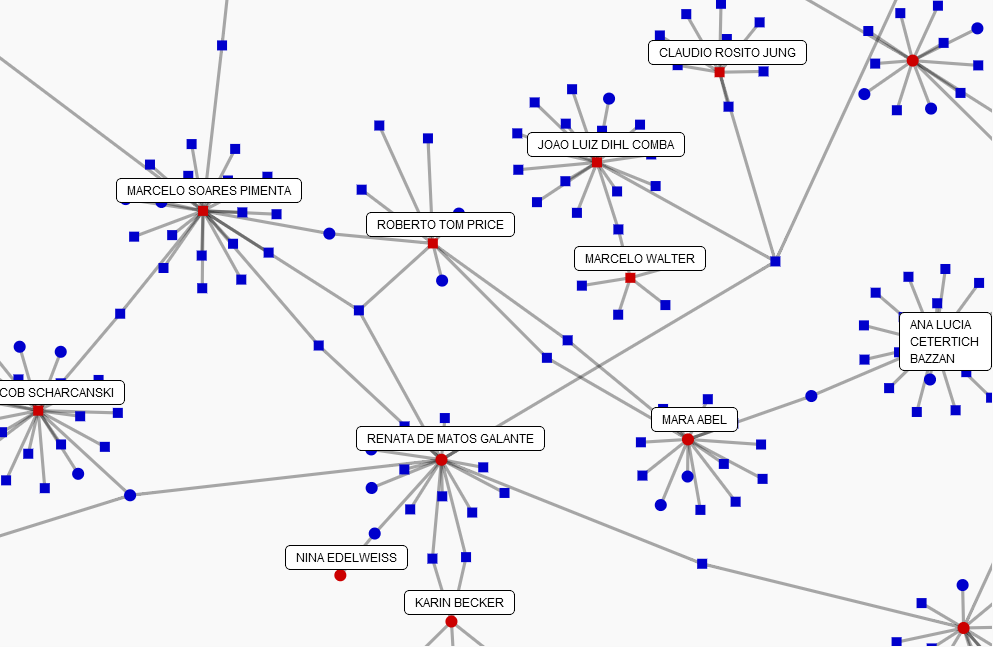 CLAUDIO ROSITO JUNG
JOAO LUIZ DIHL COMBA
MARCELO SOARES PIMENTA
ROBERTO TOM PRICE
MARCELO WALTER
ANA LUCIA
CETERTICH
BAZZAN
COB SCHARCANSKI
MARA ABEL
RENATA DE MATOS GALANTE
NINA EDELWEISS
KARIN BECKER